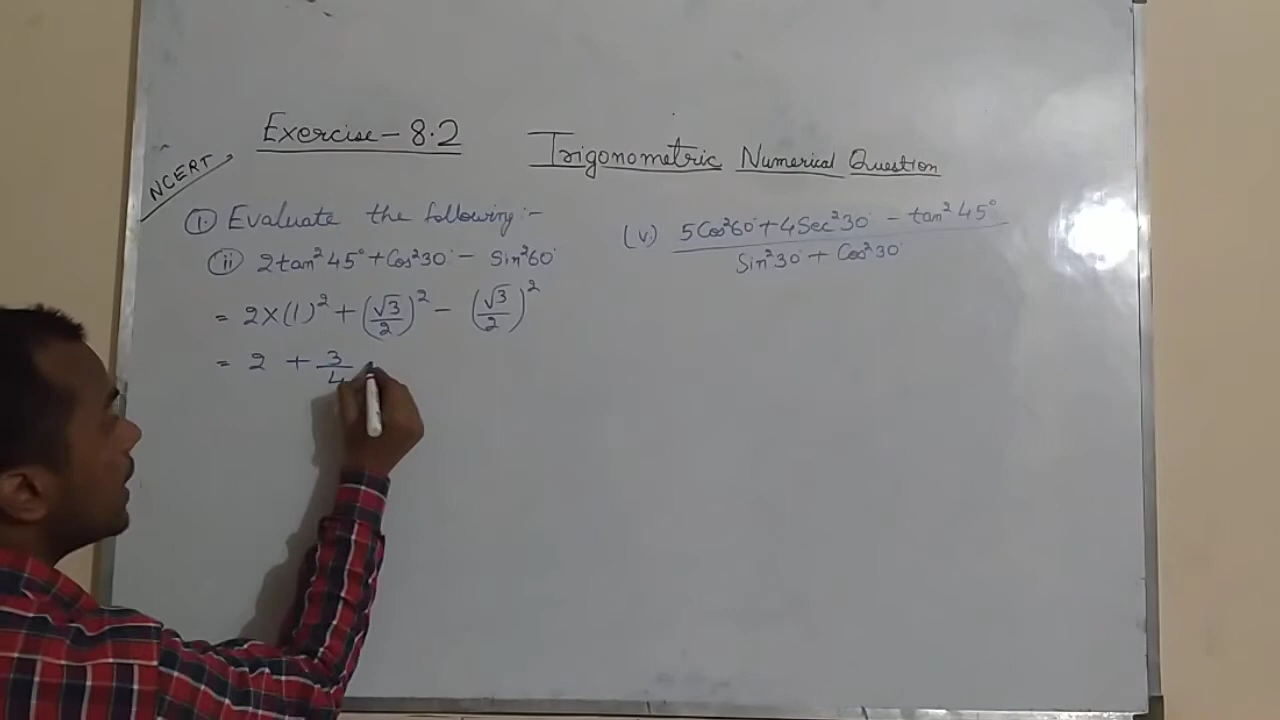 Exercise - 8.2
Trigonometric Numerical Question
NCERT
① Evaluate the following :-
(ii) 2tan²45° + Cos²30° - Sin²60°
= 2×(1)² + (√3/2)² - (√3/2)²
= 2 + 3/4
(v) 5Cos²60° + 4Sec²30° - tan²45°
Sin²30° + Cos²30°